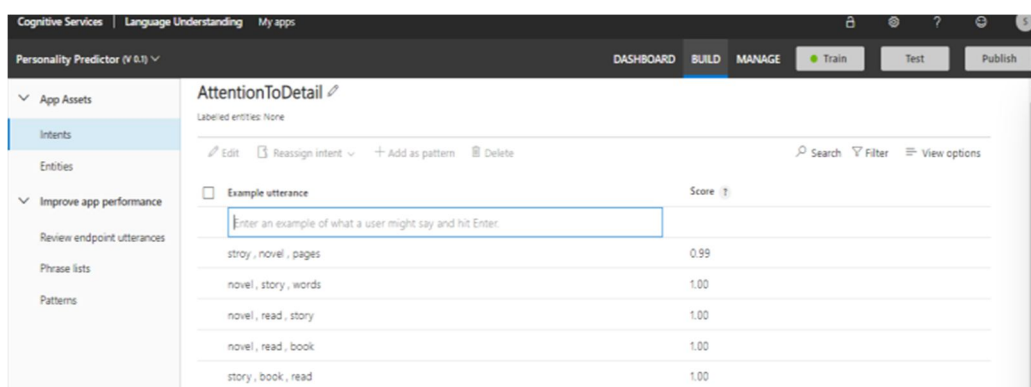 Cognitive Services | Language Understanding My apps ? S
Personality Predictor (V 0.1) DASHBOARD BUILD MANAGE Train Test Publish
App Assets
Intents
Entities
Improve app performance
Review endpoint utterances
Phrase lists
Patterns
AttentionToDetail
Labelled entities: None
Edit Reassign intent + Add as pattern Delete Search Filter View options
Example utterance Score ?
Enter an example of what a user might say and hit Enter.
stroy , novel , pages 0.99
novel , story , words 1.00
novel , read , story 1.00
novel , read , book 1.00
story , book , read 1.00